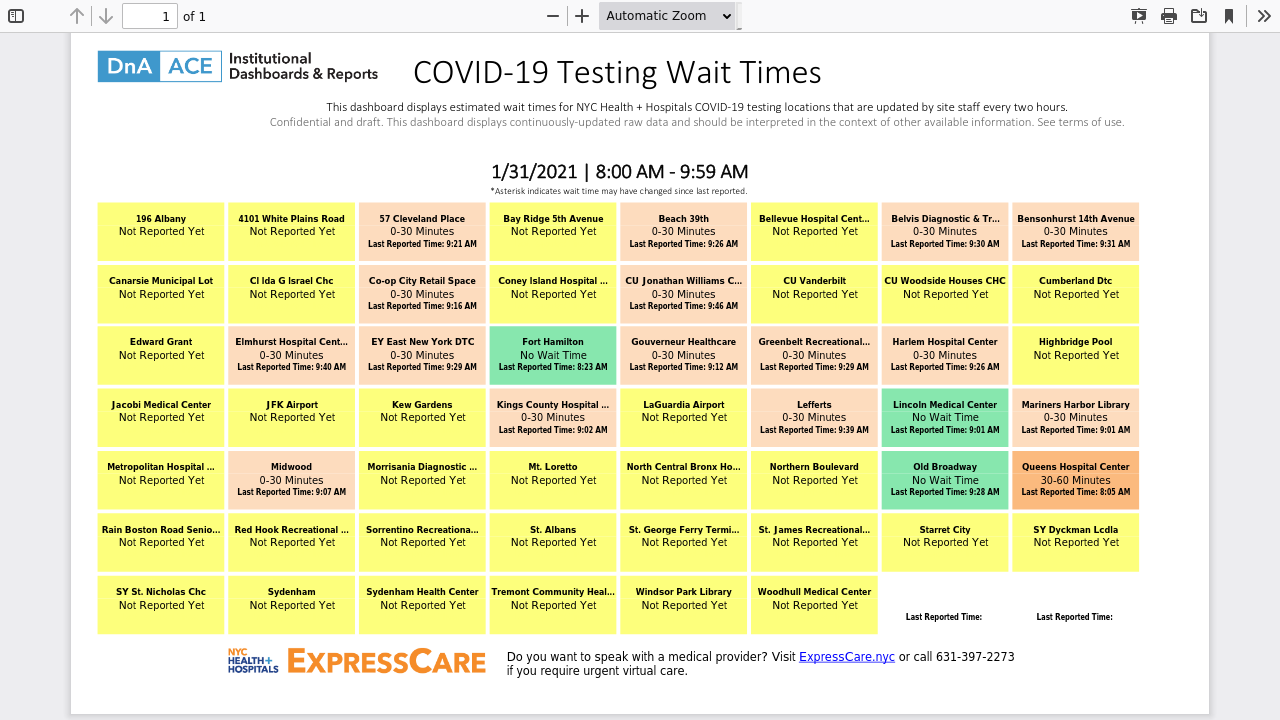 1 of 1
Automatic Zoom
DnA ACE Institutional
Dashboards & Reports
COVID-19 Testing Wait Times
This dashboard displays estimated wait times for NYC Health + Hospitals COVID-19 testing locations that are updated by site staff every two hours.
Confidential and draft. This dashboard displays continuously-updated raw data and should be interpreted in the context of other available information. See terms of use.
1/31/2021 | 8:00 AM - 9:59 AM
*Asterisk indicates wait time may have changed since last reported.
196 Albany
Not Reported Yet
4101 White Plains Road
Not Reported Yet
57 Cleveland Place
0-30 Minutes
Last Reported Time: 9:21 AM
Bay Ridge 5th Avenue
Not Reported Yet
Beach 39th
0-30 Minutes
Last Reported Time: 9:26 AM
Bellevue Hospital Cent...
Not Reported Yet
Belvis Diagnostic & Tr...
0-30 Minutes
Last Reported Time: 9:30 AM
Bensonhurst 14th Avenue
0-30 Minutes
Last Reported Time: 9:31 AM
Canarsie Municipal Lot
Not Reported Yet
CI Ida G Israel Chc
Not Reported Yet
Co-op City Retail Space
0-30 Minutes
Last Reported Time: 9:16 AM
Coney Island Hospital ...
Not Reported Yet
CU Jonathan Williams C...
0-30 Minutes
Last Reported Time: 9:46 AM
CU Vanderbilt
Not Reported Yet
CU Woodside Houses CHC
Not Reported Yet
Cumberland Dtc
Not Reported Yet
Edward Grant
Not Reported Yet
Elmhurst Hospital Cent...
0-30 Minutes
Last Reported Time: 9:40 AM
EY East New York DTC
0-30 Minutes
Last Reported Time: 9:29 AM
Fort Hamilton
No Wait Time
Last Reported Time: 8:23 AM
Gouverneur Healthcare
0-30 Minutes
Last Reported Time: 9:12 AM
Greenbelt Recreational...
0-30 Minutes
Last Reported Time: 9:29 AM
Harlem Hospital Center
0-30 Minutes
Last Reported Time: 9:26 AM
Highbridge Pool
Not Reported Yet
Jacobi Medical Center
Not Reported Yet
JFK Airport
Not Reported Yet
Kew Gardens
Not Reported Yet
Kings County Hospital ...
0-30 Minutes
Last Reported Time: 9:02 AM
LaGuardia Airport
Not Reported Yet
Lefferts
0-30 Minutes
Last Reported Time: 9:39 AM
Lincoln Medical Center
No Wait Time
Last Reported Time: 9:01 AM
Mariners Harbor Library
0-30 Minutes
Last Reported Time: 9:01 AM
Metropolitan Hospital ...
Not Reported Yet
Midwood
0-30 Minutes
Last Reported Time: 9:07 AM
Morrisania Diagnostic ...
Not Reported Yet
Mt. Loretto
Not Reported Yet
North Central Bronx Ho...
Not Reported Yet
Northern Boulevard
Not Reported Yet
Old Broadway
No Wait Time
Last Reported Time: 9:28 AM
Queens Hospital Center
30-60 Minutes
Last Reported Time: 8:05 AM
Rain Boston Road Senio...
Not Reported Yet
Red Hook Recreational ...
Not Reported Yet
Sorrentino Recreationa...
Not Reported Yet
St. Albans
Not Reported Yet
St. George Ferry Termi...
Not Reported Yet
St. James Recreational...
Not Reported Yet
Starret City
Not Reported Yet
SY Dyckman Lcdla
Not Reported Yet
SY St. Nicholas Chc
Not Reported Yet
Sydenham
Not Reported Yet
Sydenham Health Center
Not Reported Yet
Tremont Community Heal...
Not Reported Yet
Windsor Park Library
Not Reported Yet
Woodhull Medical Center
Not Reported Yet
Last Reported Time:
Last Reported Time:
NYC
HEALTH+
HOSPITALS
EXPRESSCARE
Do you want to speak with a medical provider? Visit ExpressCare.nyc or call 631-397-2273
if you require urgent virtual care.